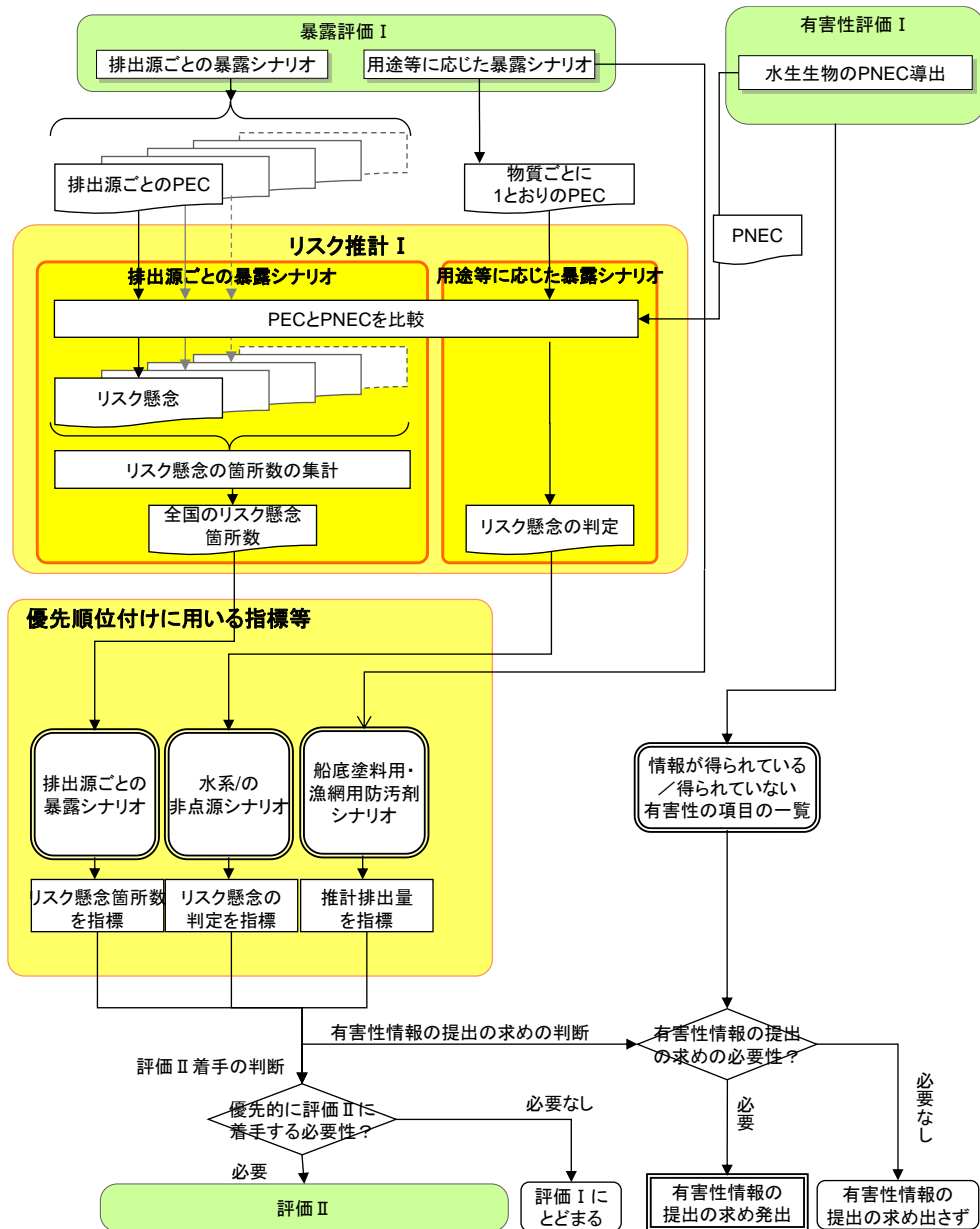 暴露評価Ⅰ
排出源ごとの暴露シナリオ
用途等に応じた暴露シナリオ
有害性評価Ⅰ
水生生物のPNEC導出
排出源ごとのPEC
物質ごとに
1とおりのPEC
PNEC
リスク推計Ⅰ
排出源ごとの暴露シナリオ
用途等に応じた暴露シナリオ
PECとPNECを比較
リスク懸念
リスク懸念の箇所数の集計
全国のリスク懸念
箇所数
リスク懸念の判定
優先順位付けに用いる指標等
排出源ごとの
暴露シナリオ
水系/の
非点源シナリオ
船底塗料用・
漁網用防汚剤
シナリオ
情報が得られている
／得られていない
有害性の項目の一覧
リスク懸念箇所数
を指標
リスク懸念の
判定を指標
推計排出量
を指標
有害性情報の提出の求めの判断
有害性情報の提出
の求めの必要性？
評価Ⅱ着手の判断
優先的に評価Ⅱに
着手する必要性？
必要なし
必要
必要
必要なし
評価Ⅱ
評価Ⅰに
とどまる
有害性情報の
提出の求め発出
有害性情報の
提出の求め出さず